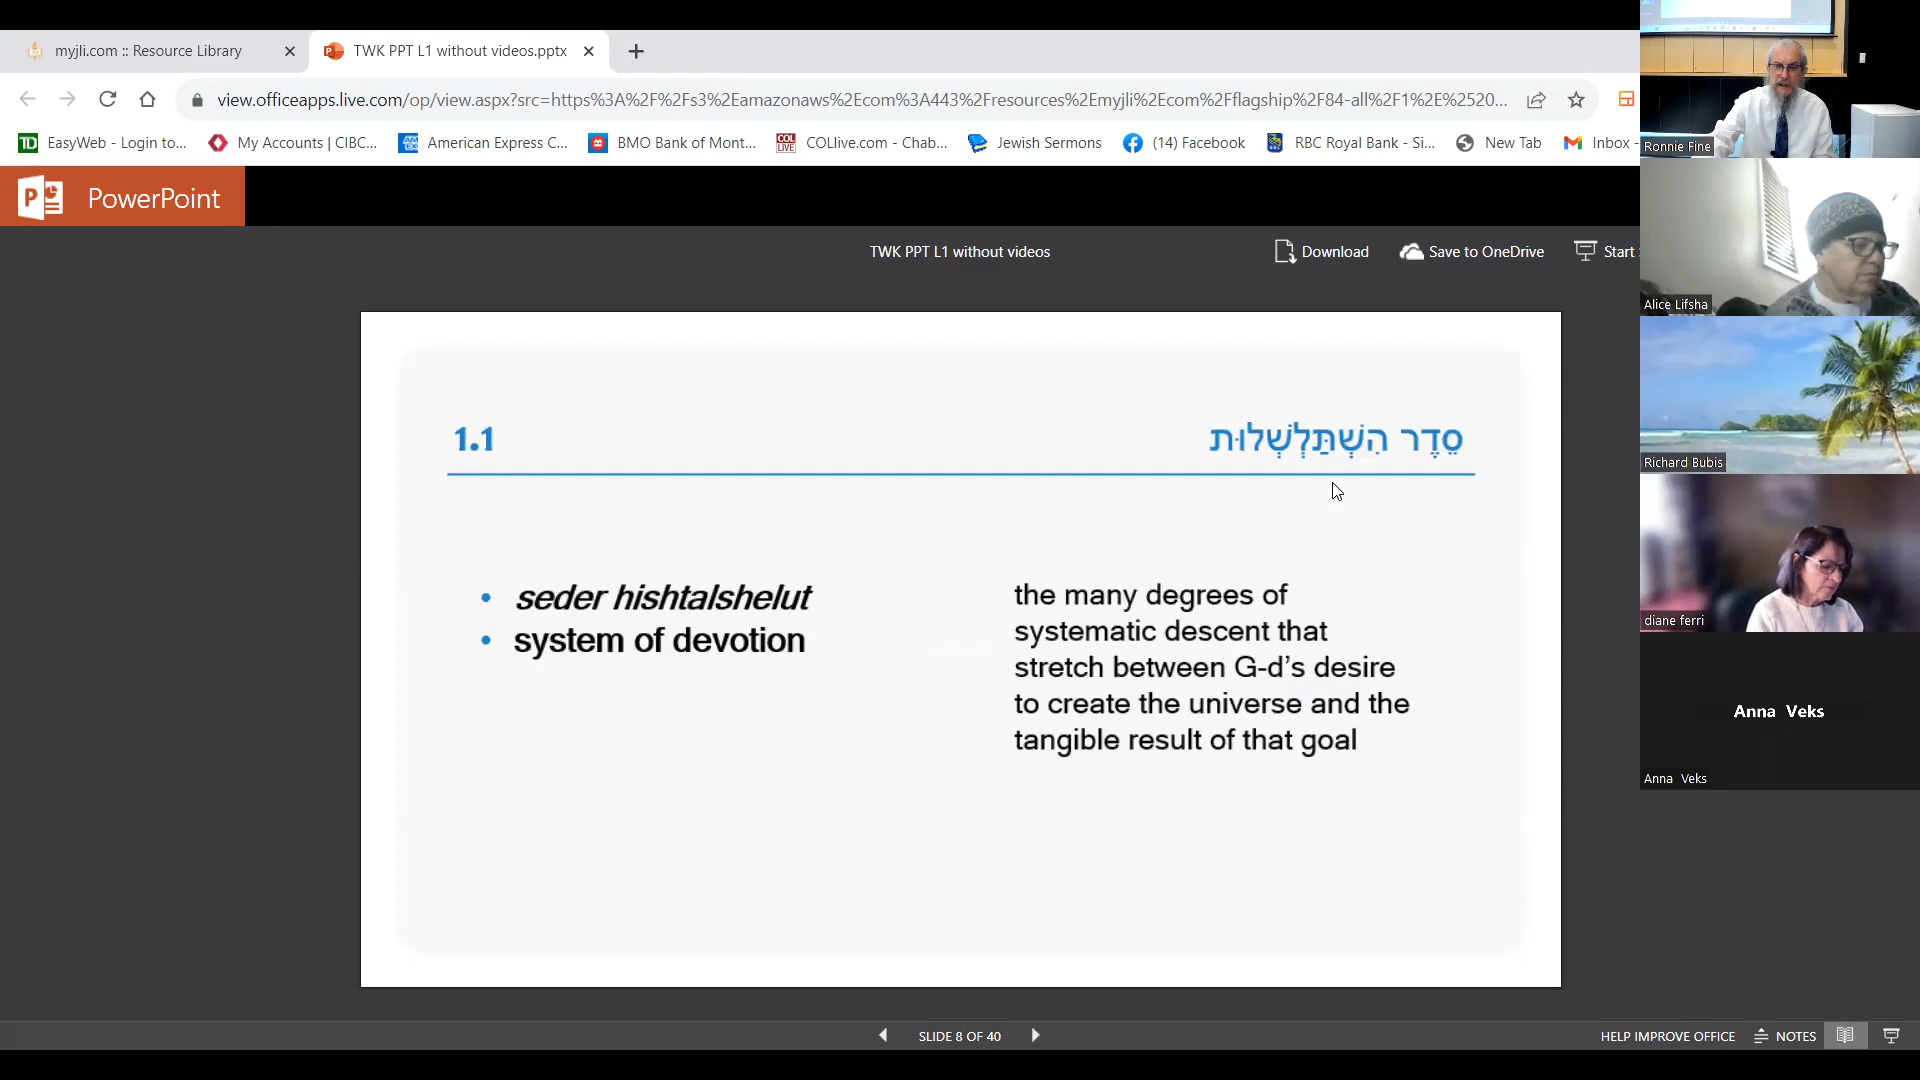 myjli.com :: Resource Library
TWK PPT L1 without videos.pptx
view.officeapps.live.com/op/view.aspx?src=https%3A%2F%2Fs3%2Eamazonaws%2Ecom%3A443%2Fresources%2Emyjli%2Ecom%2Fflagship%2F84-all%2F1%2E%2520...
EasyWeb - Login to...
My Accounts | CIBC...
American Express C...
BMO Bank of Mont...
COLlive.com - Chab...
Jewish Sermons
(14) Facebook
RBC Royal Bank - Si...
New Tab
Inbox -
PowerPoint
TWK PPT L1 without videos
Download
Save to OneDrive
Start
1.1
סֵדֶר הִשְׁתַּלְשְׁלוּת
• seder hishtalshelut
• system of devotion
the many degrees of
systematic descent that
stretch between G-d’s desire
to create the universe and the
tangible result of that goal
SLIDE 8 OF 40
HELP IMPROVE OFFICE
NOTES
Ronnie Fine
Alice Lifsha
Richard Bubis
diane ferri
Anna Veks
Anna Veks